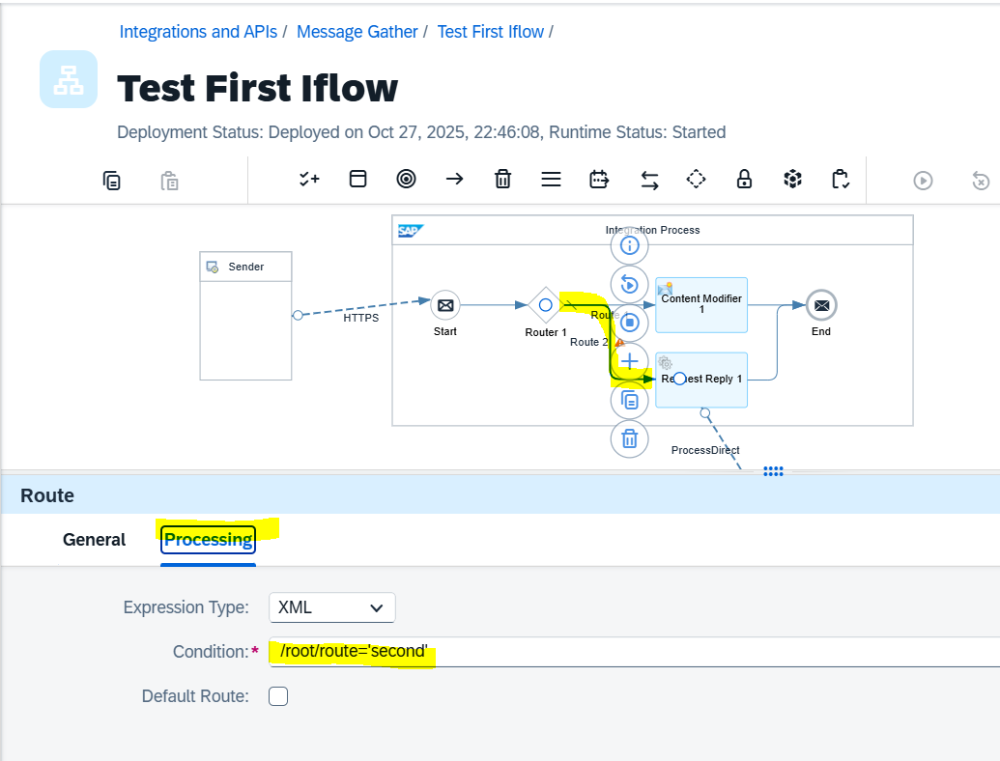 Integrations and APIs / Message Gather / Test First Iflow /
Test First Iflow
Deployment Status: Deployed on Oct 27, 2025, 22:46:08, Runtime Status: Started
SAP
Integration Process
Sender
HTTPS
Start
Router 1
Route 1
Route 2
Content Modifier
1
End
Request Reply 1
ProcessDirect
Route
General
Processing
Expression Type:
XML
Condition:*
/root/route='second'
Default Route: